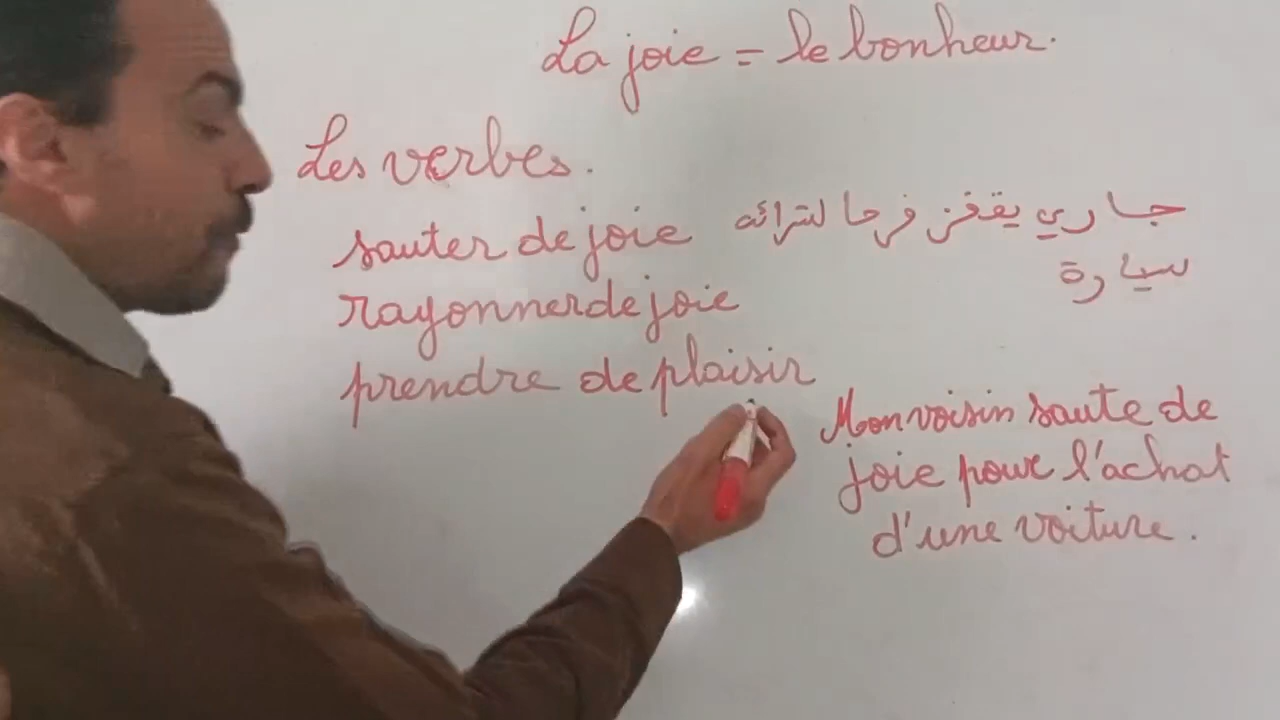 La joie = le bonheur.
Les verbes.
sauter de joie
جاري يقفز فرحا لشرائه
سيارة
rayonner de joie
prendre de plaisir
Mon voisin saute de
joie pour l'achat
d'une voiture.